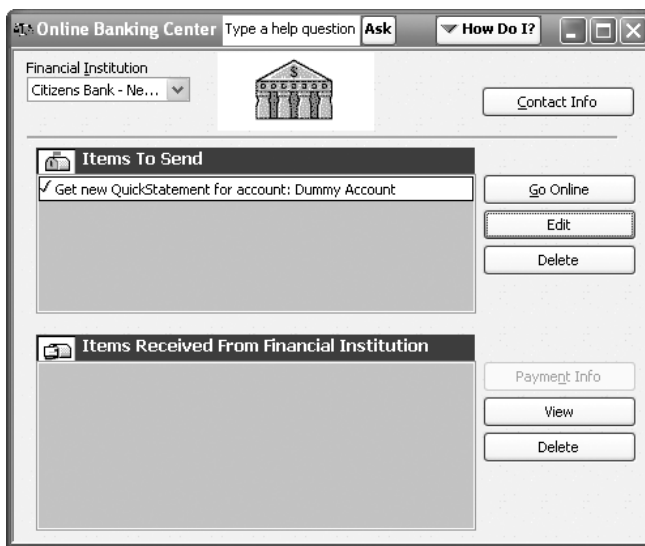 Online Banking Center Type a help question Ask How Do I?
Financial Institution
Citizens Bank - Ne...
$
Contact Info
Items To Send
Get new QuickStatement for account: Dummy Account
Go Online
Edit
Delete
Items Received From Financial Institution
Payment Info
View
Delete